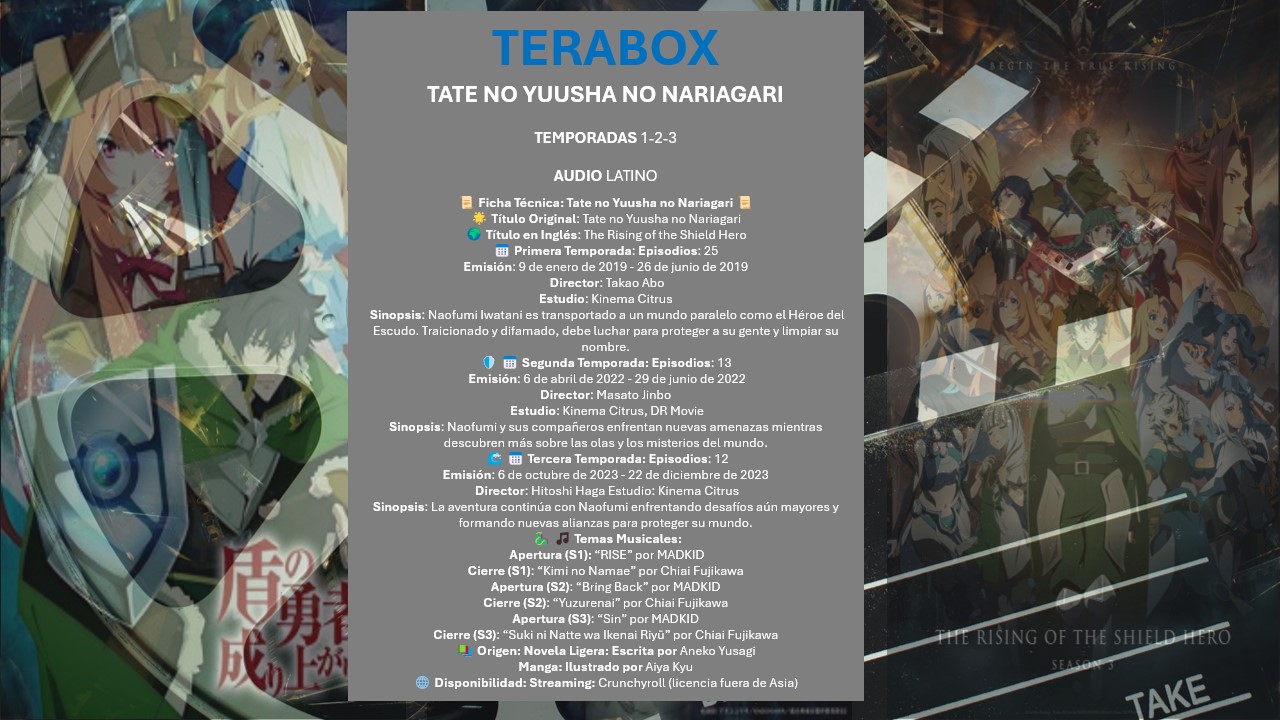 TERABOX
TATE NO YUUSHA NO NARIAGARI
TEMPORADAS 1-2-3
AUDIO LATINO
📜 Ficha Técnica: Tate no Yuusha no Nariagari 📜
🌟 Título Original: Tate no Yuusha no Nariagari
🌍 Título en Inglés: The Rising of the Shield Hero
📅 Primera Temporada: Episodios: 25
Emisión: 9 de enero de 2019 - 26 de junio de 2019
Director: Takao Abo
Estudio: Kinema Citrus
Sinopsis: Naofumi Iwatani es transportado a un mundo paralelo como el Héroe del
Escudo. Traicionado y difamado, debe luchar para proteger a su gente y limpiar su
nombre.
🛡️ 📅 Segunda Temporada: Episodios: 13
Emisión: 6 de abril de 2022 - 29 de junio de 2022
Director: Masato Jinbo
Estudio: Kinema Citrus, DR Movie
Sinopsis: Naofumi y sus compañeros enfrentan nuevas amenazas mientras
descubren más sobre las olas y los misterios del mundo.
🌊 📅 Tercera Temporada: Episodios: 12
Emisión: 6 de octubre de 2023 - 22 de diciembre de 2023
Director: Hitoshi Haga Estudio: Kinema Citrus
Sinopsis: La aventura continúa con Naofumi enfrentando desafíos aún mayores y
formando nuevas alianzas para proteger su mundo.
🐉 🎵 Temas Musicales:
Apertura (S1): “RISE” por MADKID
Cierre (S1): “Kimi no Namae” por Chiai Fujikawa
Apertura (S2): “Bring Back” por MADKID
Cierre (S2): “Yuzurenai” por Chiai Fujikawa
Apertura (S3): “Sin” por MADKID
Cierre (S3): “Suki ni Natte wa Ikenai Riyū” por Chiai Fujikawa
Origen: Novela Ligera: Escrita por Aneko Yusagi
Manga: Ilustrado por Aiya Kyu
🌐 Disponibilidad: Streaming: Crunchyroll (licencia fuera de Asia)
盾の
勇者
成り上が
BEGIN THE TRUE RISING
THE RISING OF THE SHIELD HERO
SEASON 3
TAKE